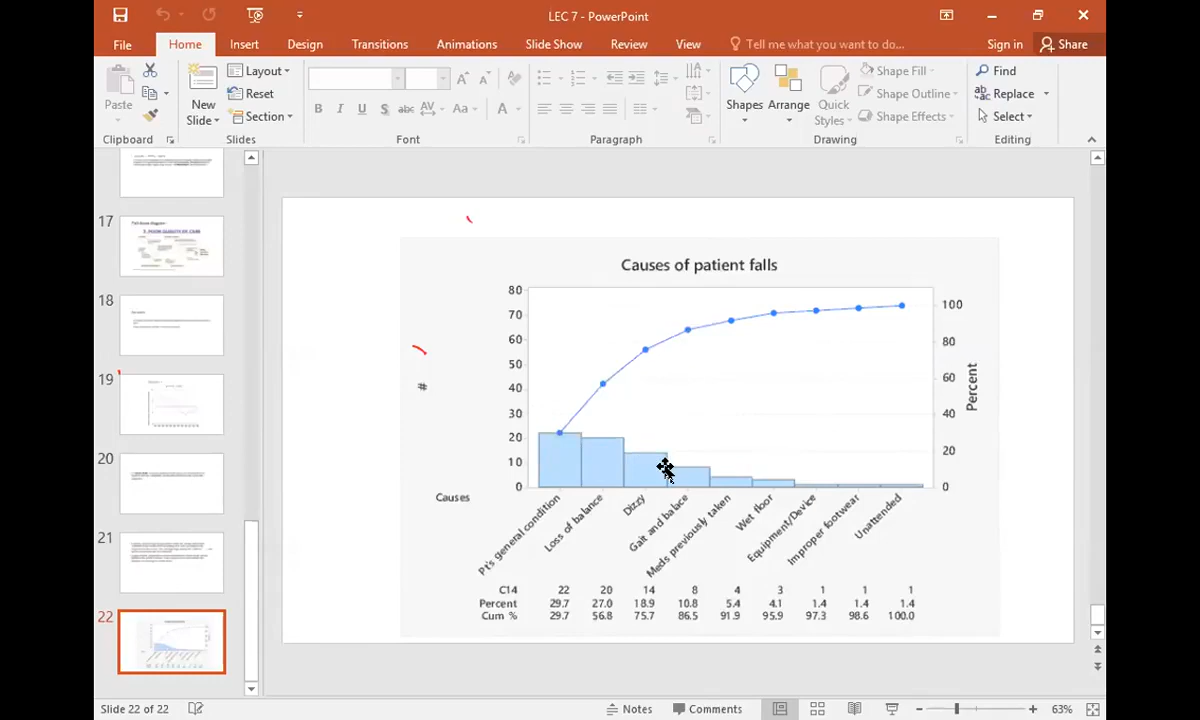 LEC 7 - PowerPoint
File Home Insert Design Transitions Animations Slide Show Review View Tell me what you want to do... Sign in Share
Paste
Clipboard
New Slide
Layout
Reset
Section
Slides
Font
Paragraph
Shapes
Arrange
Quick Styles
Shape Fill
Shape Outline
Shape Effects
Drawing
Find
Replace
Select
Editing
17
18
19
20
21
22
Causes of patient falls
80
70
60
50
40
30
20
10
0
#
100
80
60
40
20
0
Percent
Causes
Pt's general condition
Loss of balance
Dizzy
Gait and balace
Meds previously taken
Wet floor
Equipment/Device
Improper footwear
Unattended
C14 22 20 14 8 4 3 1 1 1
Percent 29.7 27.0 18.9 10.8 5.4 4.1 1.4 1.4 1.4
Cum % 29.7 56.8 75.7 86.5 91.9 95.9 97.3 98.6 100.0
Slide 22 of 22 Notes Comments 63%